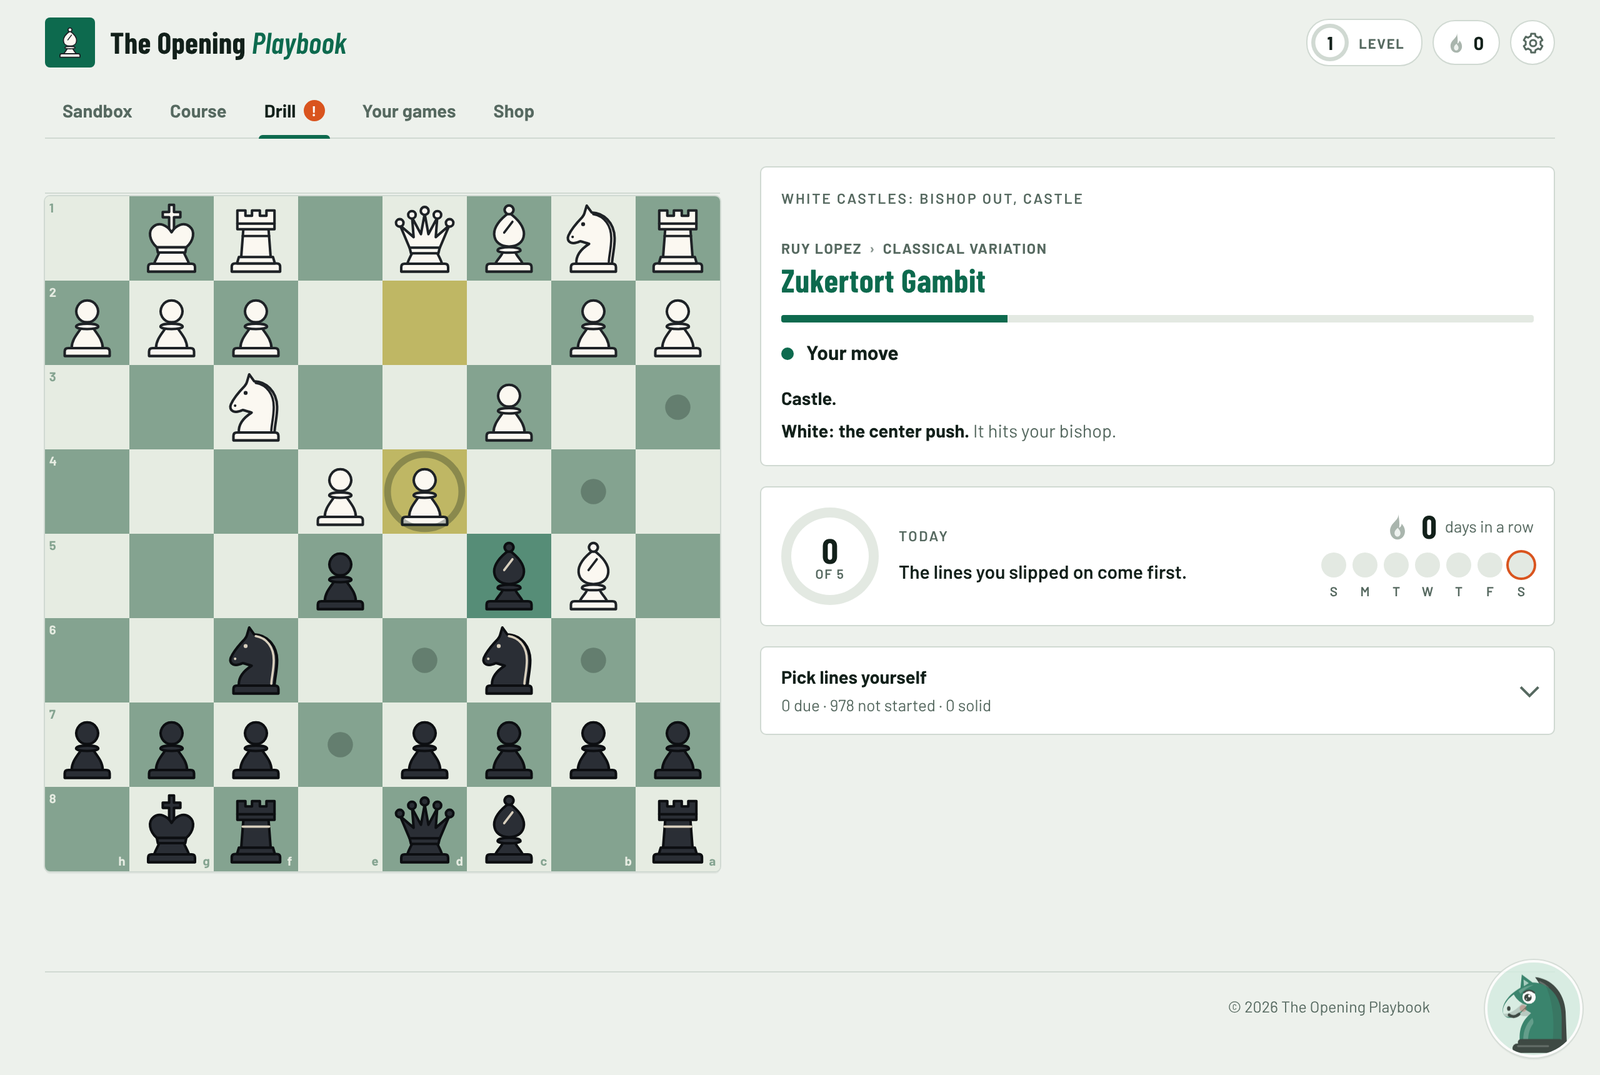 The Opening Playbook
1 LEVEL
0
Sandbox
Course
Drill !
Your games
Shop
1
2
3
4
5
6
7
8
h g f e d c b a
WHITE CASTLES: BISHOP OUT, CASTLE
RUY LOPEZ › CLASSICAL VARIATION
Zukertort Gambit
Your move
Castle.
White: the center push. It hits your bishop.
0
OF 5
TODAY
The lines you slipped on come first.
0 days in a row
S M T W T F S
Pick lines yourself
0 due · 978 not started · 0 solid
© 2026 The Opening Playbook